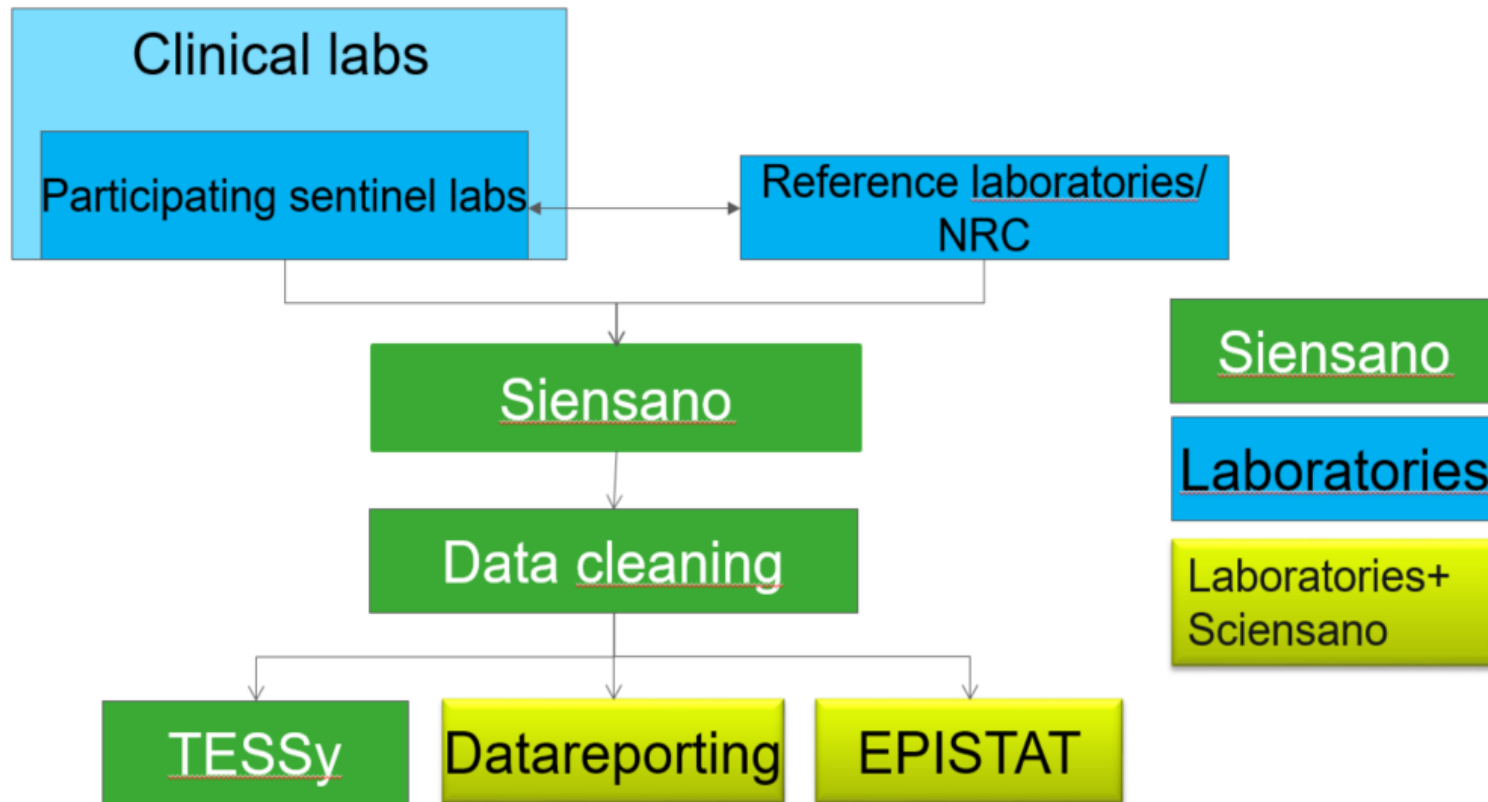 Clinical labs
Participating sentinel labs
Reference laboratories/
NRC
Siensano
Data cleaning
TESSy
Datareporting
EPISTAT
Siensano
Laboratories
Laboratories+
Sciensano